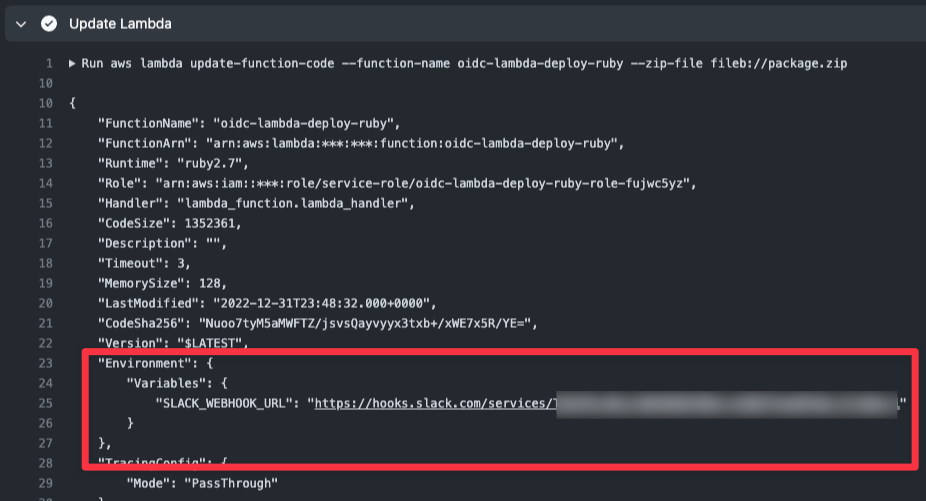 Update Lambda
1 ▶ Run aws lambda update-function-code --function-name oidc-lambda-deploy-ruby --zip-file fileb://package.zip
10
10 {
11 "FunctionName": "oidc-lambda-deploy-ruby",
12 "FunctionArn": "arn:aws:lambda:***:***:function:oidc-lambda-deploy-ruby",
13 "Runtime": "ruby2.7",
14 "Role": "arn:aws:iam::***:role/service-role/oidc-lambda-deploy-ruby-role-fujwc5yz",
15 "Handler": "lambda_function.lambda_handler",
16 "CodeSize": 1352361,
17 "Description": "",
18 "Timeout": 3,
19 "MemorySize": 128,
20 "LastModified": "2022-12-31T23:48:32.000+0000",
21 "CodeSha256": "Nuoo7tyM5aMWFTZ/jsvsQayvyyx3txb+/xWE7x5R/YE=",
22 "Version": "$LATEST",
23 "Environment": {
24 "Variables": {
25 "SLACK_WEBHOOK_URL": "https://hooks.slack.com/services/
26 }
27 },
28 "TracingConfig": {
29 "Mode": "PassThrough"